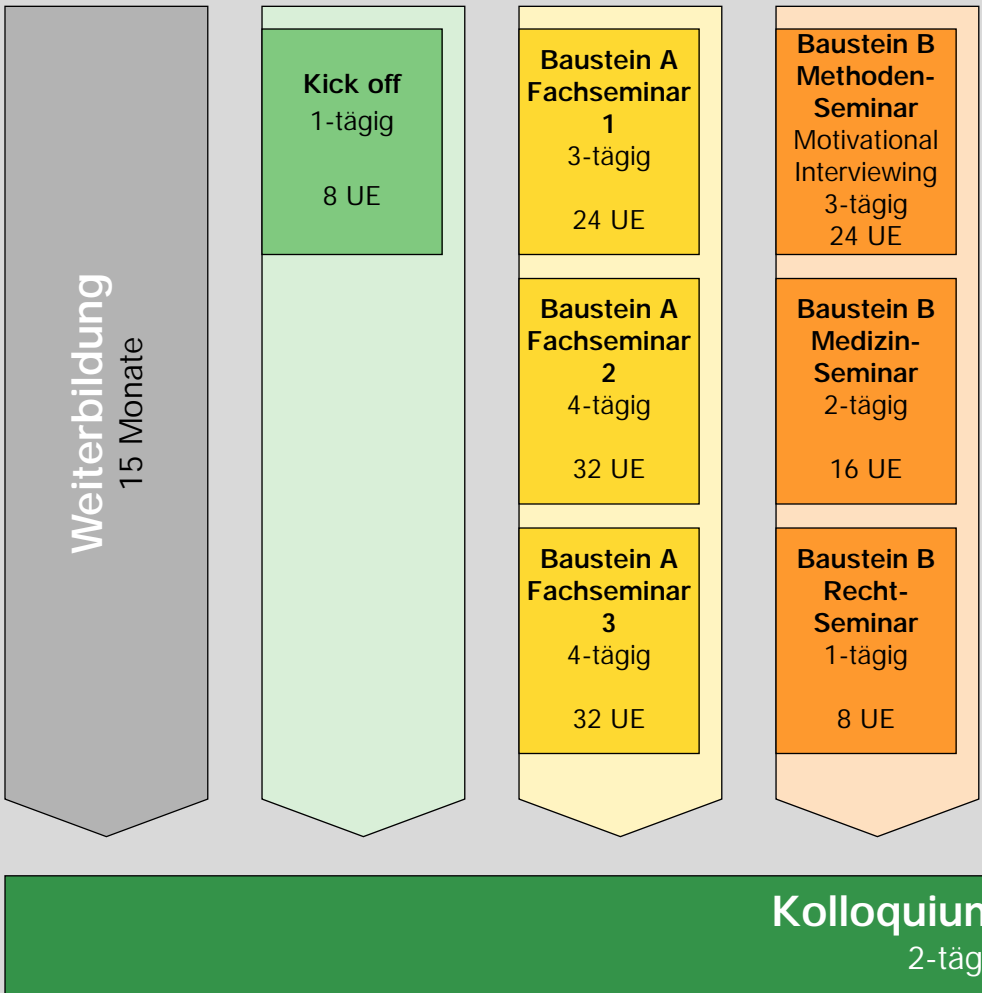 Weiterbildung
15 Monate
Kick off
1-tägig
8 UE
Baustein A
Fachseminar
1
3-tägig
24 UE
Baustein A
Fachseminar
2
4-tägig
32 UE
Baustein A
Fachseminar
3
4-tägig
32 UE
Baustein B
Methoden-
Seminar
Motivational
Interviewing
3-tägig
24 UE
Baustein B
Medizin-
Seminar
2-tägig
16 UE
Baustein B
Recht-
Seminar
1-tägig
8 UE